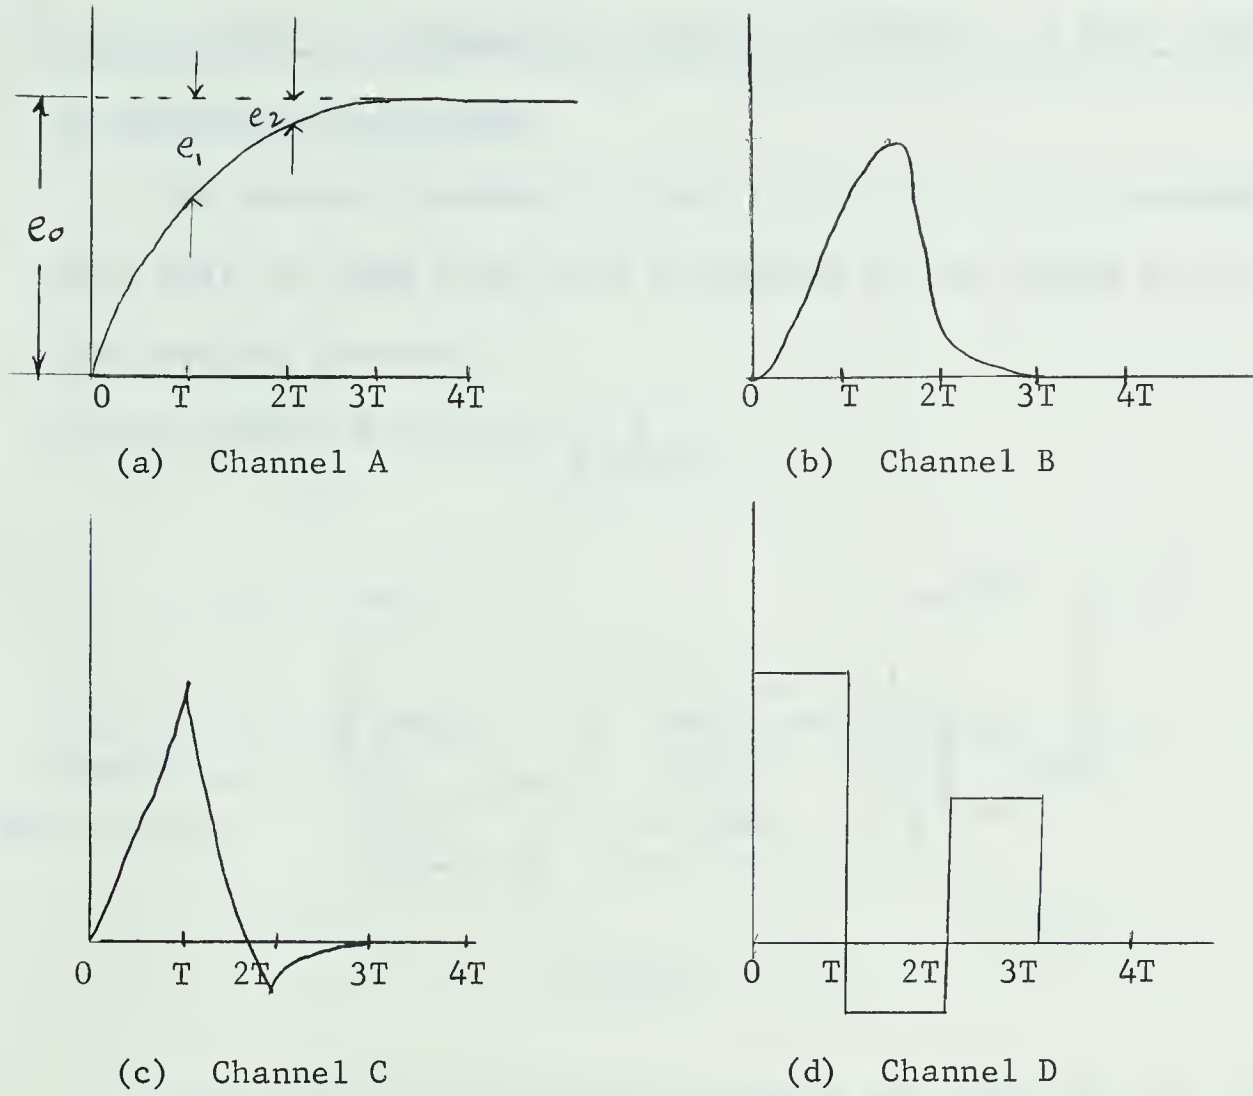 e₂
e₁
e₀
0 T 2T 3T 4T
0 T 2T 3T 4T
(a) Channel A
(b) Channel B
0 T 2T 3T 4T
0 T 2T 3T 4T
(c) Channel C
(d) Channel D